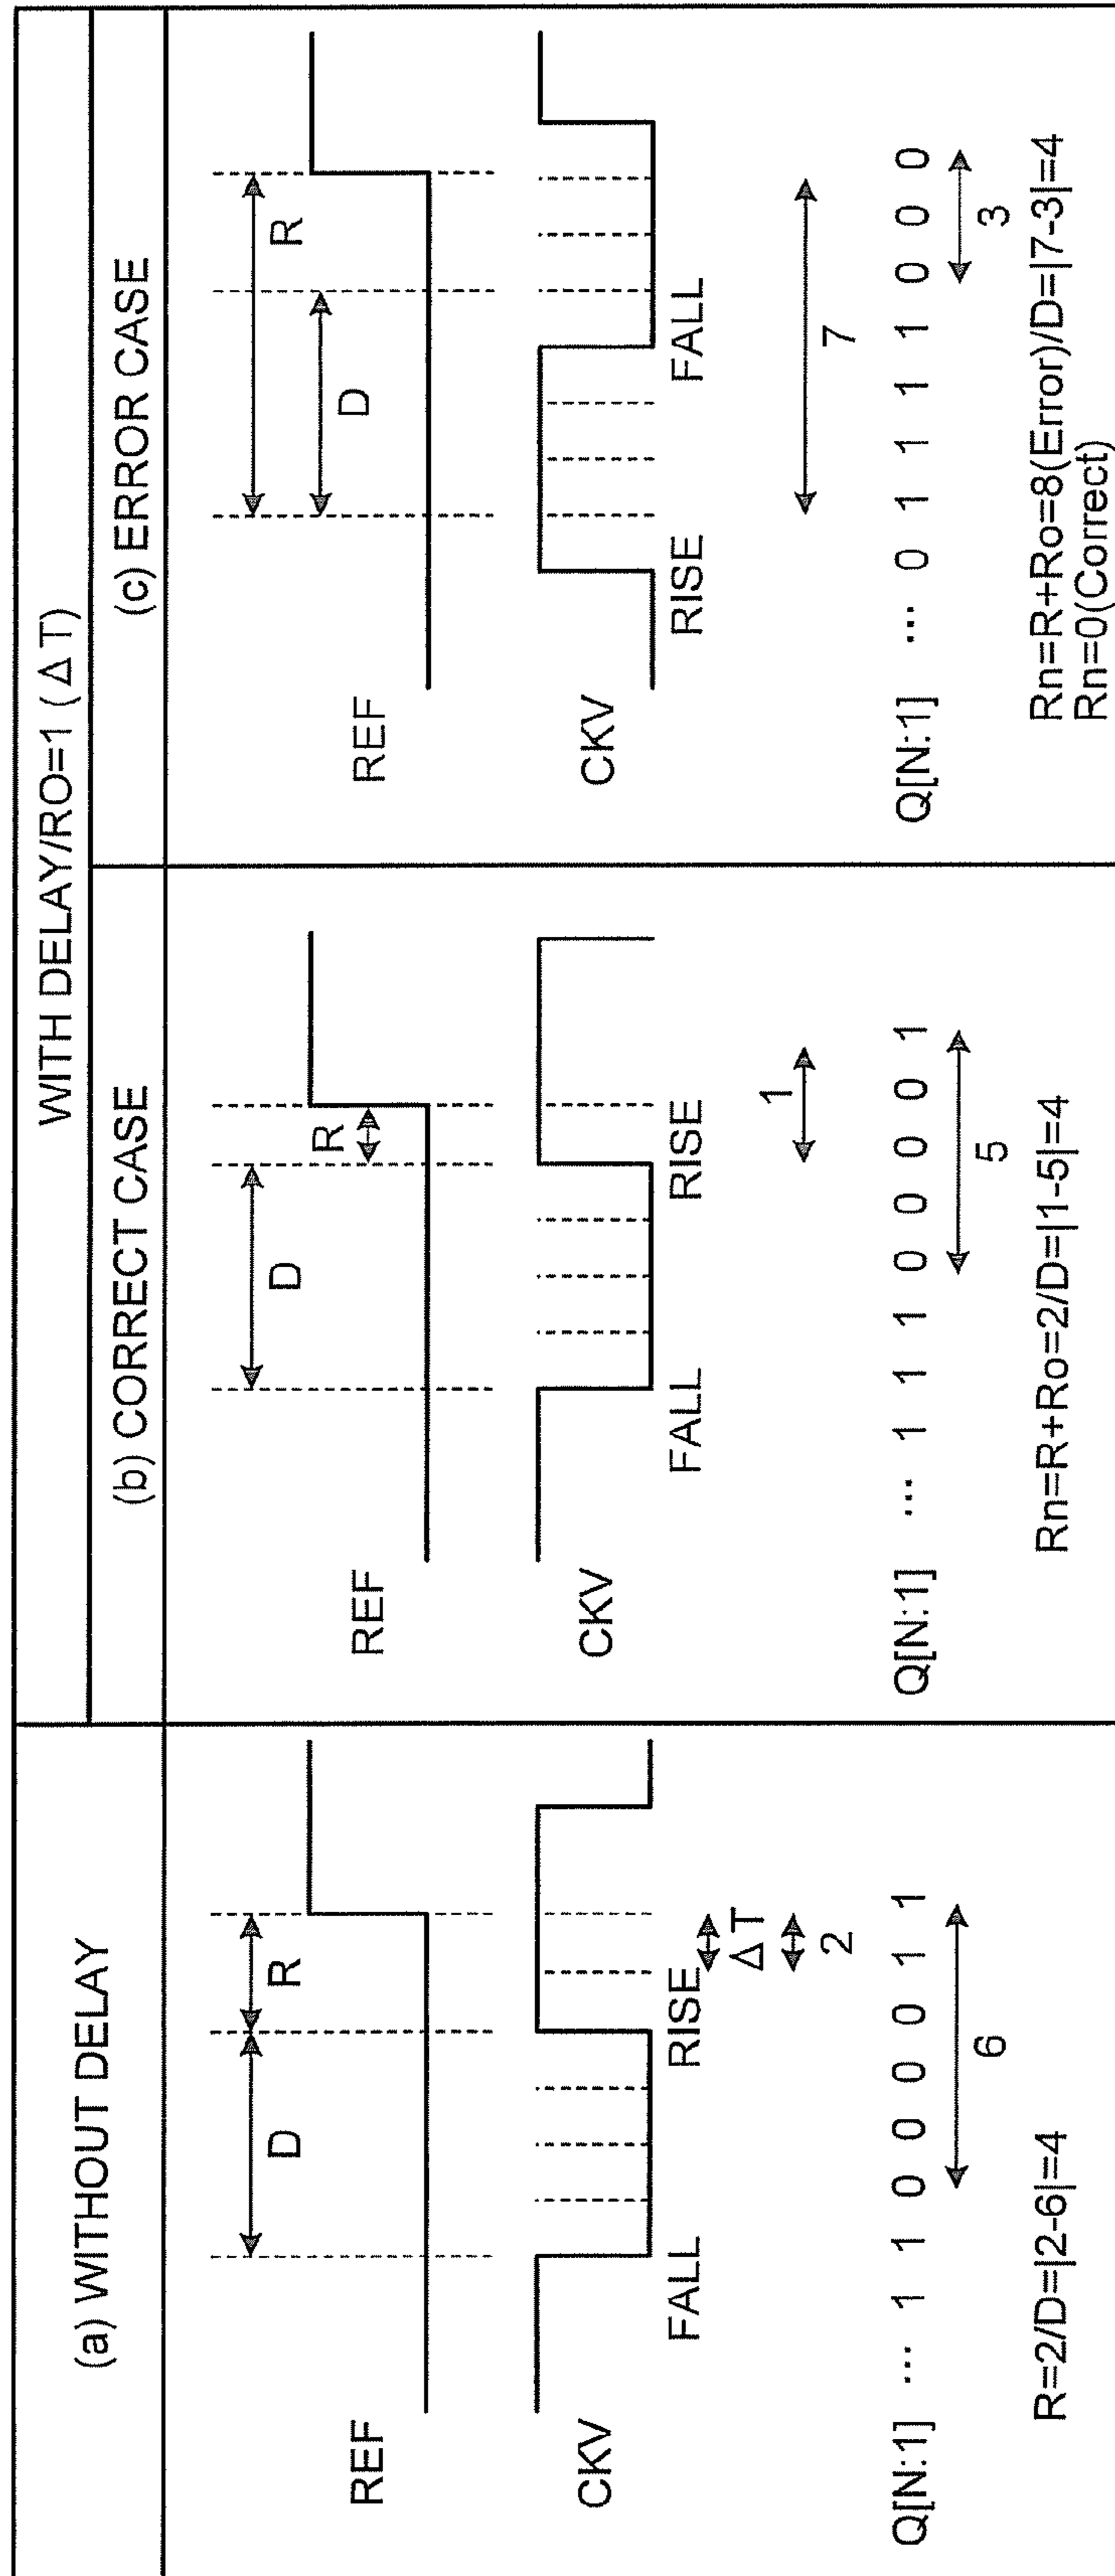 WITH DELAY/RO=1 (ΔT)
(a) WITHOUT DELAY
(b) CORRECT CASE
(c) ERROR CASE
D
R
REF
CKV
FALL
RISE
ΔT
2
Q[N:1] ... 1 1 0 0 0 0 1 1
6
R=2/D=|2-6|=4
D
R
REF
CKV
FALL
RISE
1
Q[N:1] ... 1 1 1 0 0 0 0 1
5
Rn=R+Ro=2/D=|1-5|=4
R
D
REF
CKV
RISE
FALL
7
Q[N:1] ... 0 1 1 1 1 0 0 0
3
Rn=R+Ro=8(Error)/D=|7-3|=4
Rn=0(Correct)